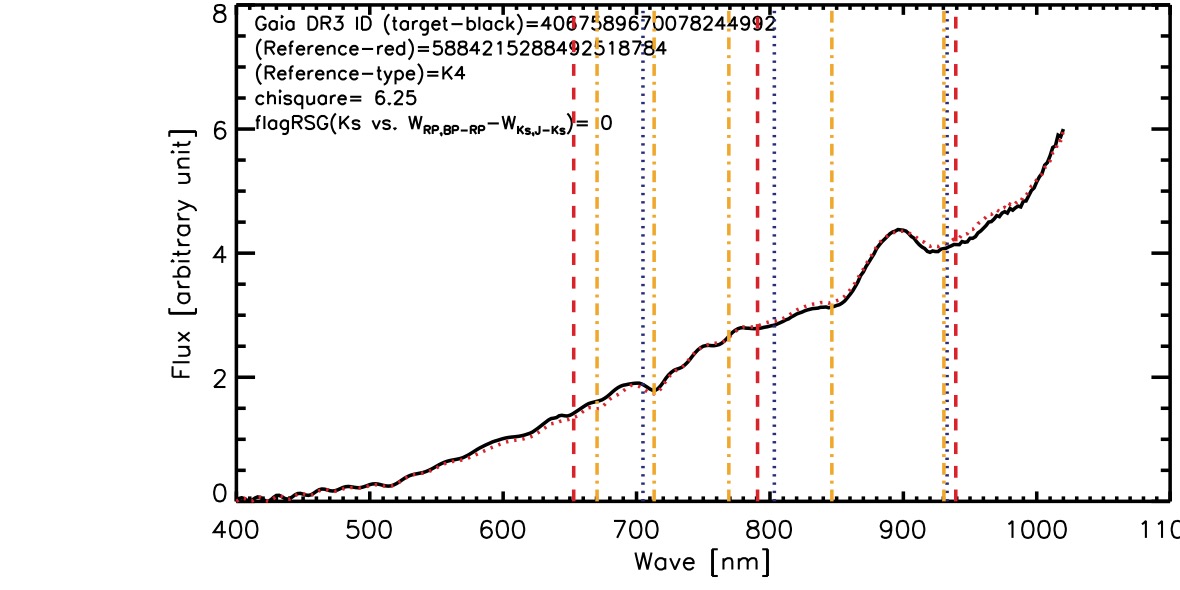 8
Gaia DR3 ID (target-black)=4067589670078244992
(Reference-red)=5884215288492518784
(Reference-type)=K4
chisquare= 6.25
flagRSG(Ks vs. WRP,BP-RP-WKs,J-Ks)= 0
6
4
2
0
Flux [arbitrary unit]
400 500 600 700 800 900 1000 110
Wave [nm]